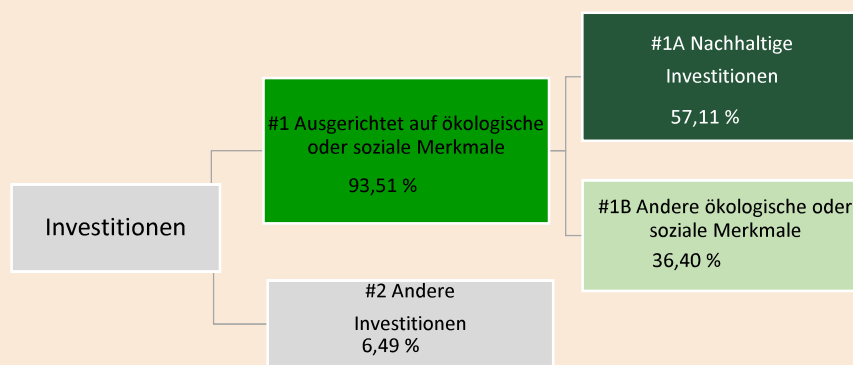 Investitionen
#1 Ausgerichtet auf ökologische
oder soziale Merkmale
93,51 %
#2 Andere
Investitionen
6,49 %
#1A Nachhaltige
Investitionen
57,11 %
#1B Andere ökologische oder
soziale Merkmale
36,40 %